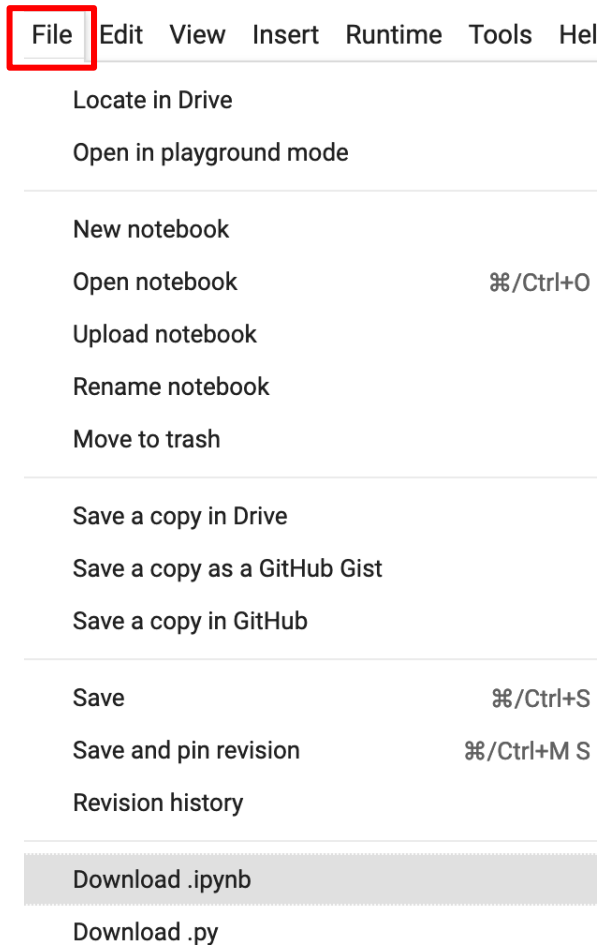 File Edit View Insert Runtime Tools Hel
Locate in Drive
Open in playground mode
New notebook
Open notebook ⌘/Ctrl+O
Upload notebook
Rename notebook
Move to trash
Save a copy in Drive
Save a copy as a GitHub Gist
Save a copy in GitHub
Save ⌘/Ctrl+S
Save and pin revision ⌘/Ctrl+M S
Revision history
Download .ipynb
Download .py